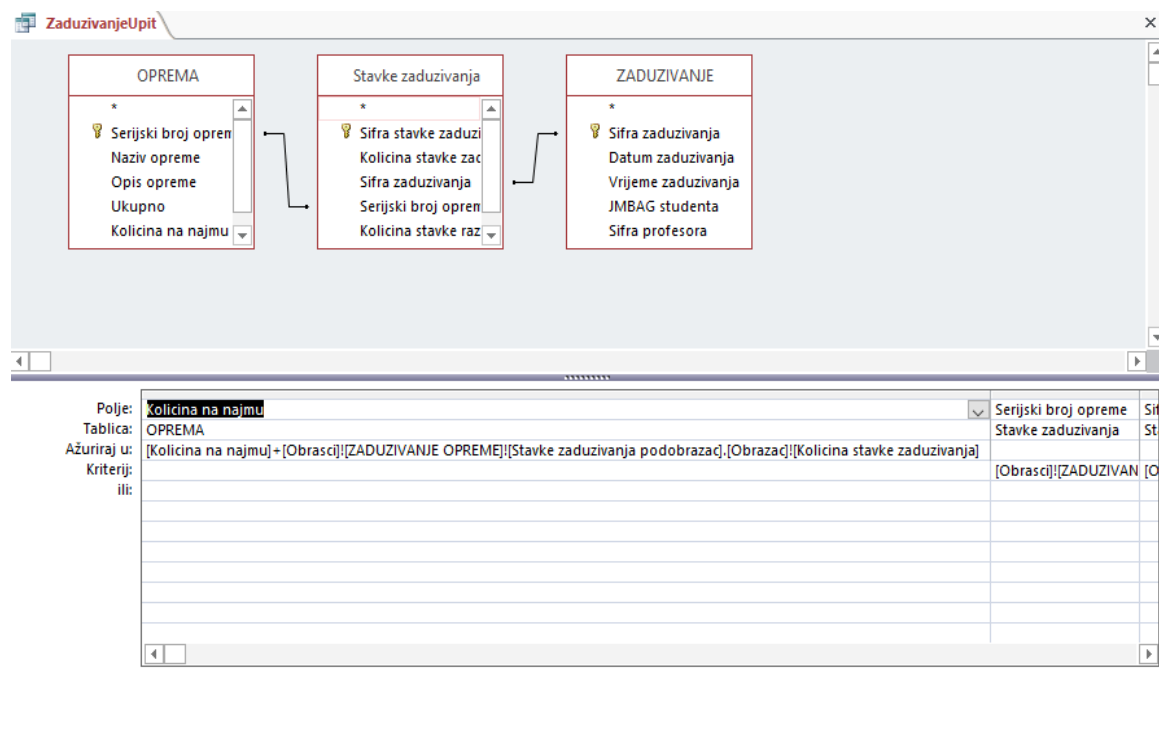 ZaduzivanjeUpit
OPREMA
*
Serijski broj oprem
Naziv opreme
Opis opreme
Ukupno
Kolicina na najmu
Stavke zaduzivanja
*
Sifra stavke zaduzi
Kolicina stavke zad
Sifra zaduzivanja
Serijski broj oprem
Kolicina stavke raz
ZADUZIVANJE
*
Sifra zaduzivanja
Datum zaduzivanja
Vrijeme zaduzivanja
JMBAG studenta
Sifra profesora
Polje: Kolicina na najmu Serijski broj opreme Sif
Tablica: OPREMA Stavke zaduzivanja Sta
Ažuriraj u: [Kolicina na najmu]+[Obrasci]![ZADUZIVANJE OPREME]![Stavke zaduzivanja podobrazac].[Obrazac]![Kolicina stavke zaduzivanja]
Kriterij: [Obrasci]![ZADUZIVAN [O
ili: